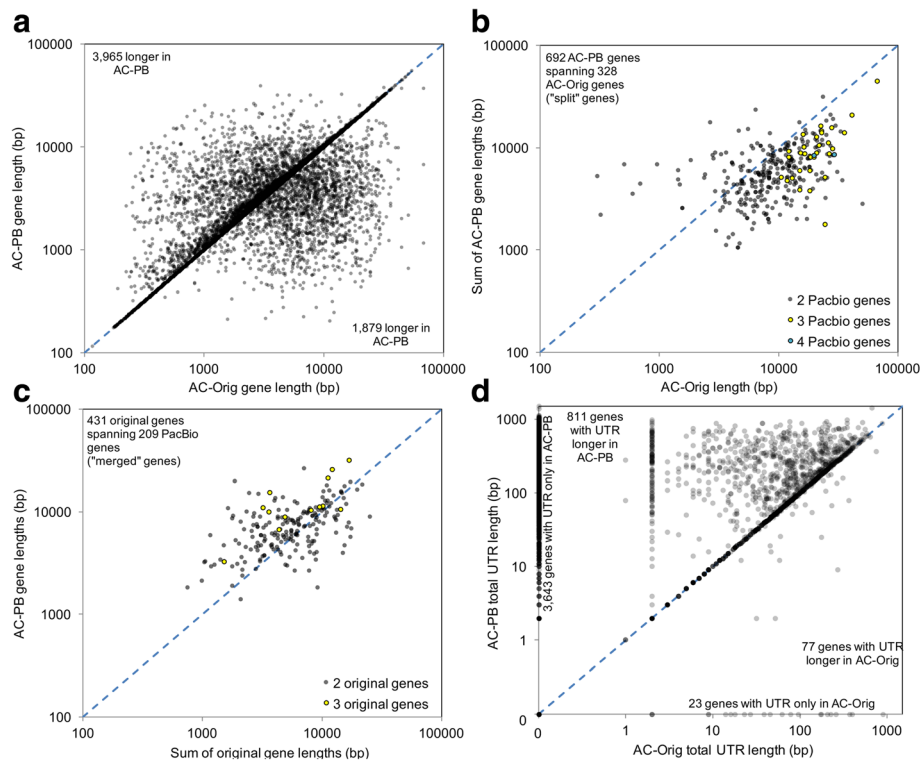 a
3,965 longer in
AC-PB
100000
10000
1000
100
AC-PB gene length (bp)
1,879 longer in
AC-PB
100
1000
10000
100000
AC-Orig gene length (bp)
b
692 AC-PB genes
spanning 328
AC-Orig genes
("split" genes)
100000
10000
1000
100
Sum of AC-PB gene lengths (bp)
2 Pacbio genes
3 Pacbio genes
4 Pacbio genes
100
1000
10000
100000
AC-Orig length (bp)
c
431 original genes
spanning 209 PacBio
genes
("merged" genes)
100000
10000
1000
100
AC-PB gene lengths (bp)
2 original genes
3 original genes
100
1000
10000
100000
Sum of original gene lengths (bp)
d
811 genes
with UTR
longer in
AC-PB
1000
100
10
1
0
AC-PB total UTR length (bp)
3,643 genes with UTR only in AC-PB
77 genes with UTR
longer in AC-Orig
23 genes with UTR only in AC-Orig
0
1
10
100
1000
AC-Orig total UTR length (bp)